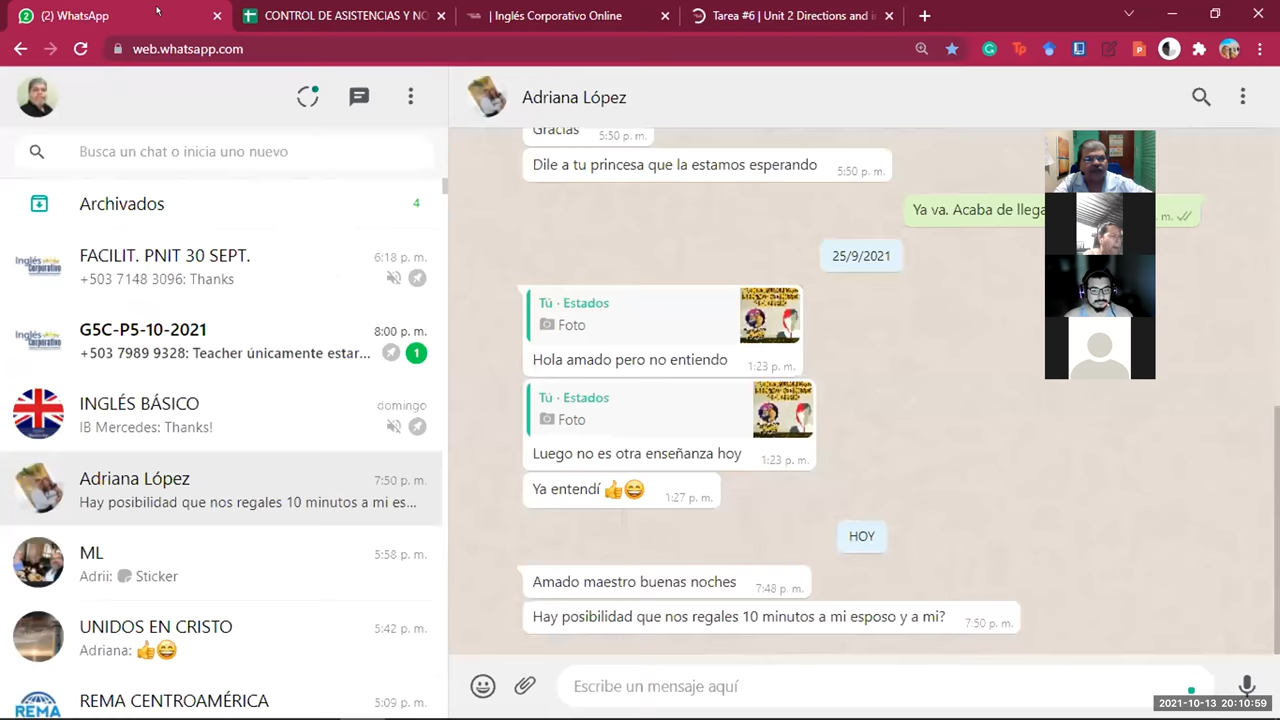 (2) WhatsApp
CONTROL DE ASISTENCIAS Y NO
| Inglés Corporativo Online
Tarea #6 | Unit 2 Directions and i
web.whatsapp.com
Adriana López
Busca un chat o inicia uno nuevo
Archivados
4
FACILIT. PNIT 30 SEPT.
6:18 p. m.
+503 7148 3096: Thanks
G5C-P5-10-2021
8:00 p. m.
+503 7989 9328: Teacher únicamente estar...
1
INGLÉS BÁSICO
domingo
IB Mercedes: Thanks!
Adriana López
7:50 p. m.
Hay posibilidad que nos regales 10 minutos a mi es...
ML
5:58 p. m.
Adrii: Sticker
UNIDOS EN CRISTO
5:42 p. m.
Adriana: 👍😄
REMA CENTROAMÉRICA
5:09 p. m.
Gracias
5:50 p. m.
Dile a tu princesa que la estamos esperando
5:50 p. m.
Ya va. Acaba de llega
m.
25/9/2021
Tú · Estados
Foto
Hola amado pero no entiendo
1:23 p. m.
Tú · Estados
Foto
Luego no es otra enseñanza hoy
1:23 p. m.
Ya entendí 👍😄
1:27 p. m.
HOY
Amado maestro buenas noches
7:48 p. m.
Hay posibilidad que nos regales 10 minutos a mi esposo y a mi?
7:50 p. m.
Escribe un mensaje aquí
2021-10-13 20:10:59